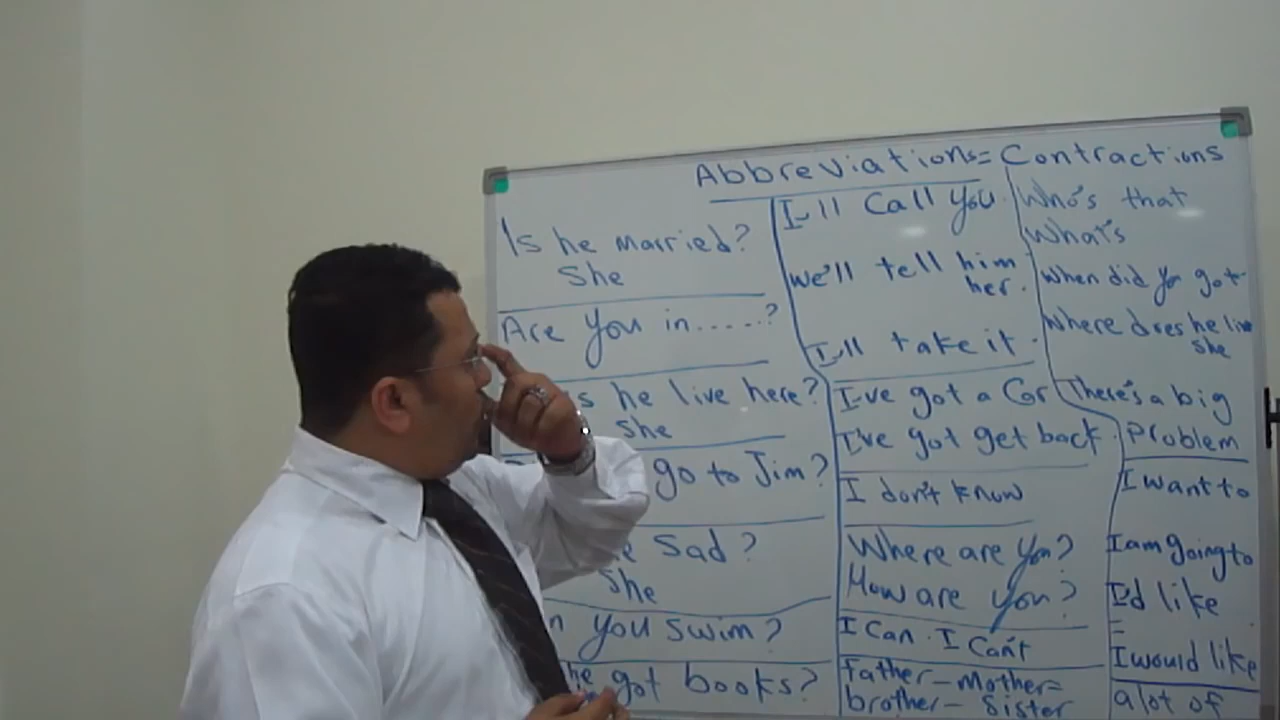 Abbreviations = Contractions
Is he married?
She
Are you in......?
s he live here?
She
go to Jim?
e Sad?
She
n you swim?
he got books?
I'll Call you.
We'll tell him
her.
I'll take it.
I've got a Car
I've got get back.
I don't know
Where are you?
How are you?
I Can. I Can't
father - Mother =
brother - Sister
Who's that
What's
When did you got
Where does he live
she
There's a big
Problem
I want to
I am going to
I'd like
=
I would like
a lot of